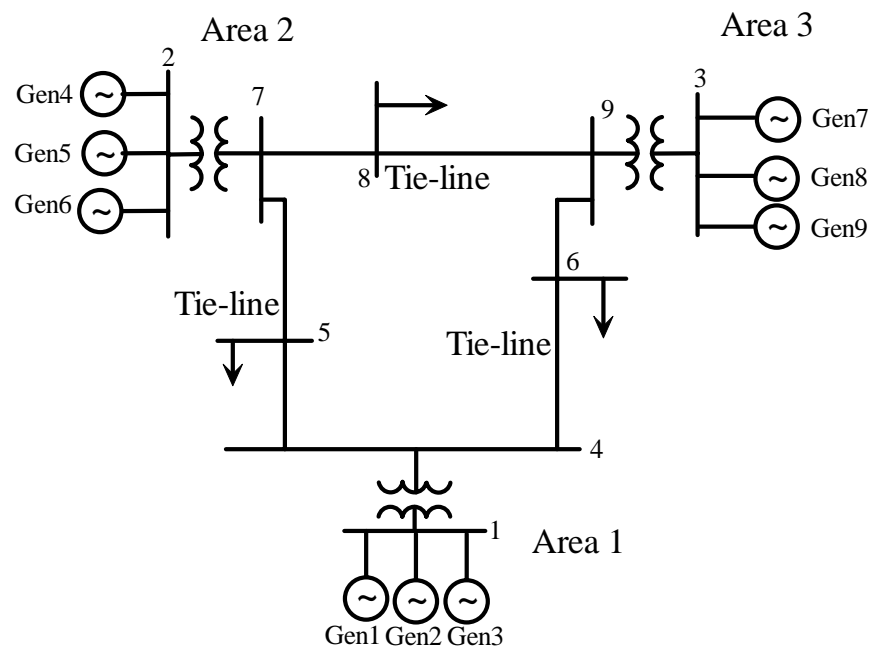 Area 2
Area 3
2
3
Gen4
7
9
Gen7
Gen5
8
Tie-line
Gen8
Gen6
Gen9
6
Tie-line
5
Tie-line
4
1
Area 1
Gen1
Gen2
Gen3